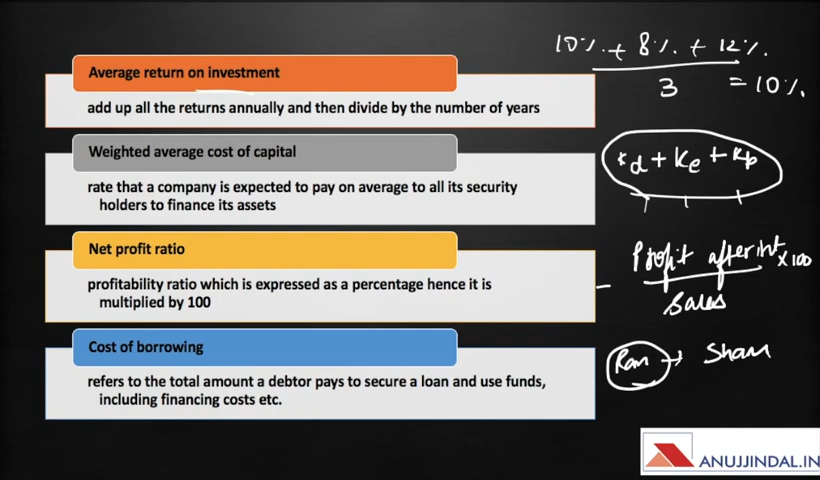 Average return on investment
add up all the returns annually and then divide by the number of years
Weighted average cost of capital
rate that a company is expected to pay on average to all its security
holders to finance its assets
Net profit ratio
profitability ratio which is expressed as a percentage hence it is
multiplied by 100
Cost of borrowing
refers to the total amount a debtor pays to secure a loan and use funds,
including financing costs etc.
10% + 8% + 12%
3 = 10%
Kd + Ke + Kp
Profit after int × 100
Sales
Ram → Sham
ANUJJINDAL.IN